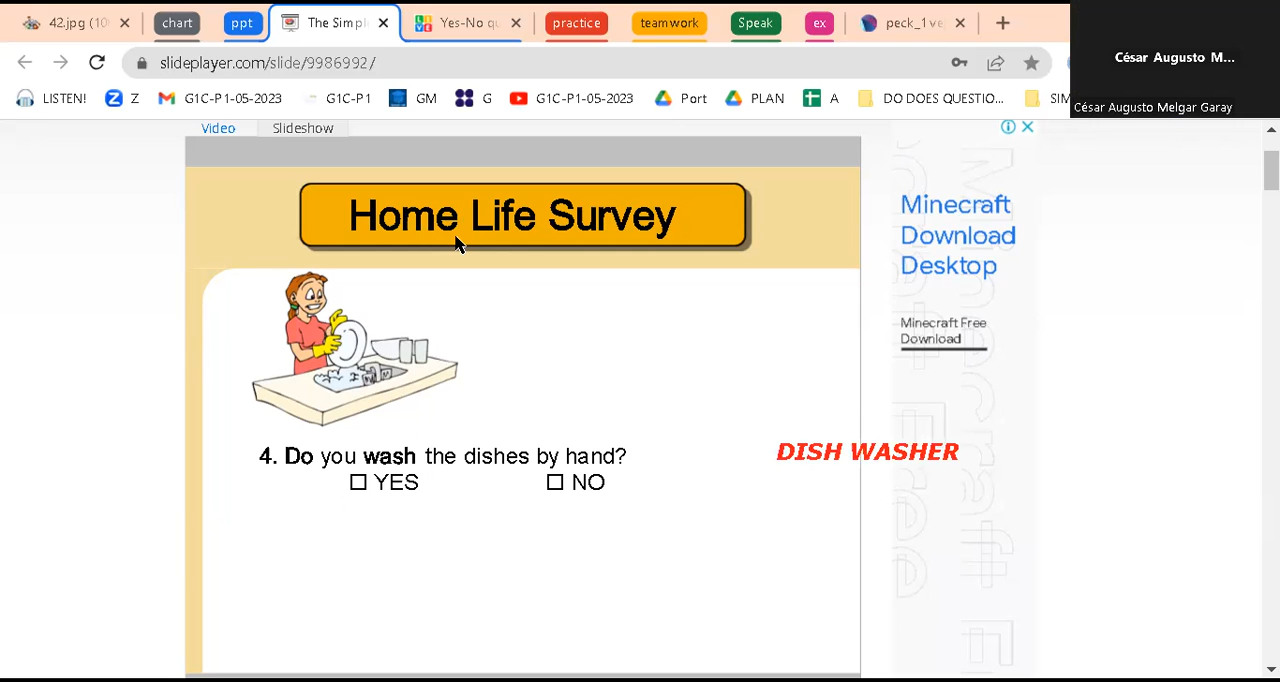 42.jpg (10
chart
ppt
The Simpl
Yes-No qu
practice
teamwork
Speak
ex
peck_1 ve
César Augusto M...
slideplayer.com/slide/9986992/
LISTEN!
Z
G1C-P1-05-2023
G1C-P1
GM
G
G1C-P1-05-2023
Port
PLAN
A
DO DOES QUESTIO...
SIM
César Augusto Melgar Garay
Video
Slideshow
Home Life Survey
Minecraft
Download
Desktop
Minecraft Free
Download
4. Do you wash the dishes by hand?
DISH WASHER
YES NO